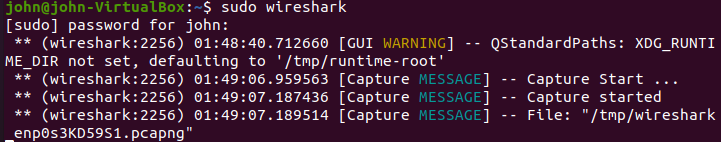 john@john-VirtualBox:~$ sudo wireshark
[sudo] password for john:
 ** (wireshark:2256) 01:48:40.712660 [GUI WARNING] -- QStandardPaths: XDG_RUNTI
ME_DIR not set, defaulting to '/tmp/runtime-root'
 ** (wireshark:2256) 01:49:06.959563 [Capture MESSAGE] -- Capture Start ...
 ** (wireshark:2256) 01:49:07.187436 [Capture MESSAGE] -- Capture started
 ** (wireshark:2256) 01:49:07.189514 [Capture MESSAGE] -- File: "/tmp/wireshark
_enp0s3KD59S1.pcapng"